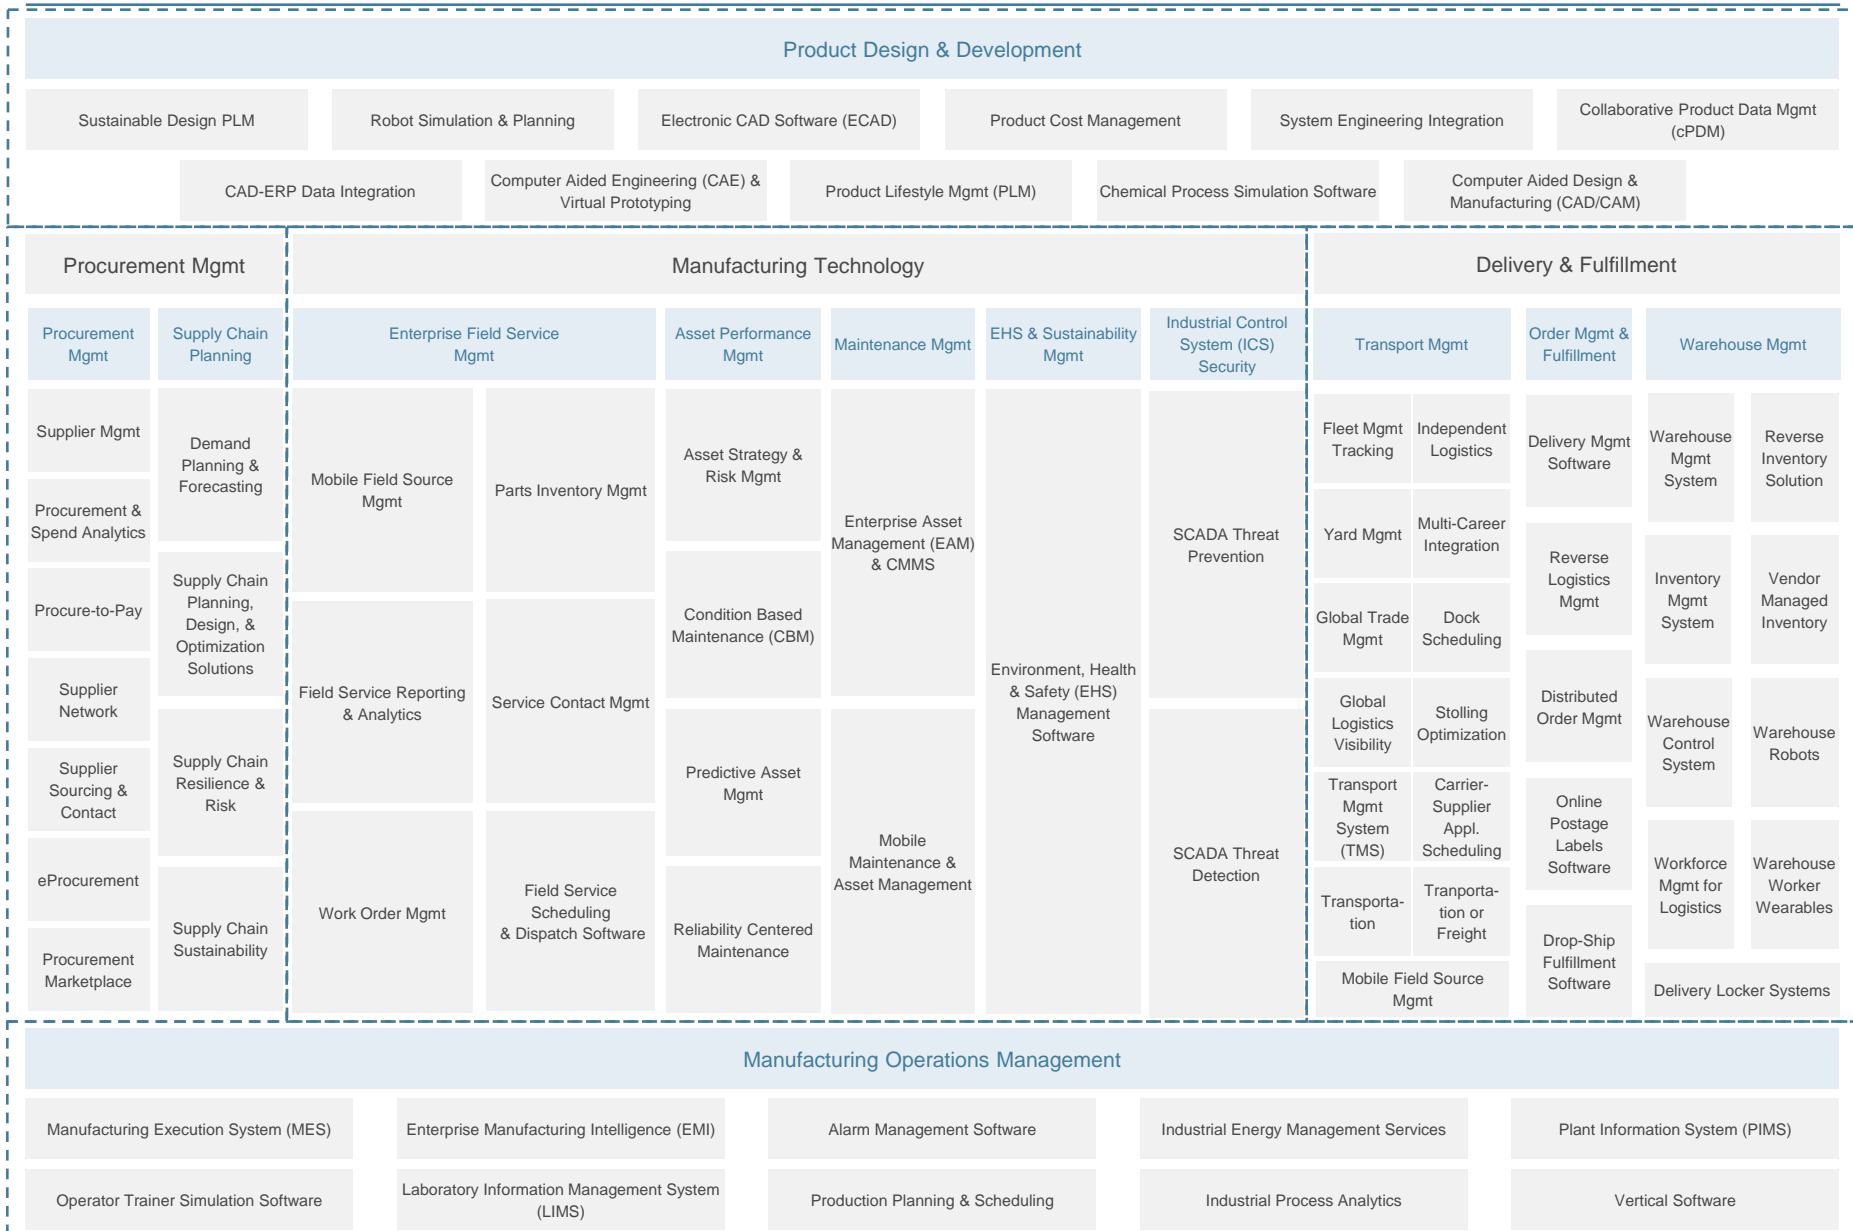 Product Design & Development
Sustainable Design PLM
Robot Simulation & Planning
Electronic CAD Software (ECAD)
Product Cost Management
System Engineering Integration
Collaborative Product Data Mgmt
(cPDM)
CAD-ERP Data Integration
Computer Aided Engineering (CAE) &
Virtual Prototyping
Product Lifestyle Mgmt (PLM)
Chemical Process Simulation Software
Computer Aided Design &
Manufacturing (CAD/CAM)
Procurement Mgmt
Procurement
Mgmt
Supplier Mgmt
Procurement &
Spend Analytics
Procure-to-Pay
Supplier
Network
Supplier
Sourcing &
Contact
eProcurement
Procurement
Marketplace
Supply Chain
Planning
Demand
Planning &
Forecasting
Supply Chain
Planning,
Design, &
Optimization
Solutions
Supply Chain
Resilience &
Risk
Supply Chain
Sustainability
Manufacturing Technology
Enterprise Field Service
Mgmt
Mobile Field Source
Mgmt
Field Service Reporting
& Analytics
Work Order Mgmt
Parts Inventory Mgmt
Service Contact Mgmt
Field Service
Scheduling
& Dispatch Software
Asset Performance
Mgmt
Asset Strategy &
Risk Mgmt
Condition Based
Maintenance (CBM)
Predictive Asset
Mgmt
Reliability Centered
Maintenance
Maintenance Mgmt
Enterprise Asset
Management (EAM)
& CMMS
Mobile
Maintenance &
Asset Management
EHS & Sustainability
Mgmt
Environment, Health
& Safety (EHS)
Management
Software
Industrial Control
System (ICS)
Security
SCADA Threat
Prevention
SCADA Threat
Detection
Delivery & Fulfillment
Transport Mgmt
Fleet Mgmt
Tracking
Independent
Logistics
Yard Mgmt
Multi-Career
Integration
Global Trade
Mgmt
Dock
Scheduling
Global
Logistics
Visibility
Stolling
Optimization
Transport
Mgmt
System
(TMS)
Carrier-
Supplier
Appl.
Scheduling
Transporta-
tion
Tranporta-
tion or
Freight
Mobile Field Source
Mgmt
Order Mgmt &
Fulfillment
Delivery Mgmt
Software
Reverse
Logistics
Mgmt
Distributed
Order Mgmt
Online
Postage
Labels
Software
Drop-Ship
Fulfillment
Software
Warehouse Mgmt
Warehouse
Mgmt
System
Reverse
Inventory
Solution
Inventory
Mgmt
System
Vendor
Managed
Inventory
Warehouse
Control
System
Warehouse
Robots
Workforce
Mgmt for
Logistics
Warehouse
Worker
Wearables
Delivery Locker Systems
Manufacturing Operations Management
Manufacturing Execution System (MES)
Enterprise Manufacturing Intelligence (EMI)
Alarm Management Software
Industrial Energy Management Services
Plant Information System (PIMS)
Operator Trainer Simulation Software
Laboratory Information Management System
(LIMS)
Production Planning & Scheduling
Industrial Process Analytics
Vertical Software